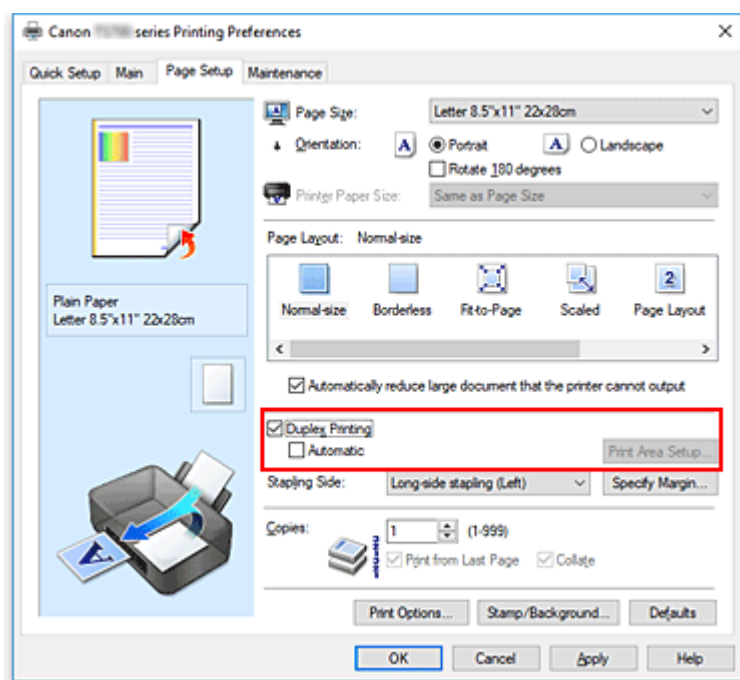 Canon series Printing Preferences
Quick Setup Main Page Setup Maintenance
Page Size: Letter 8.5"x11" 22x28cm
Orientation: A Portrait A Landscape
Rotate 180 degrees
Printer Paper Size: Same as Page Size
Page Layout: Normal-size
2
Normal-size Borderless Fit-to-Page Scaled Page Layout
Plain Paper
Letter 8.5"x11" 22x28cm
Automatically reduce large document that the printer cannot output
Duplex Printing
Automatic Print Area Setup...
Stapling Side: Long-side stapling (Left) Specify Margin...
Copies: 1 (1-999)
Print from Last Page Collate
A
Print Options... Stamp/Background... Defaults
OK Cancel Apply Help